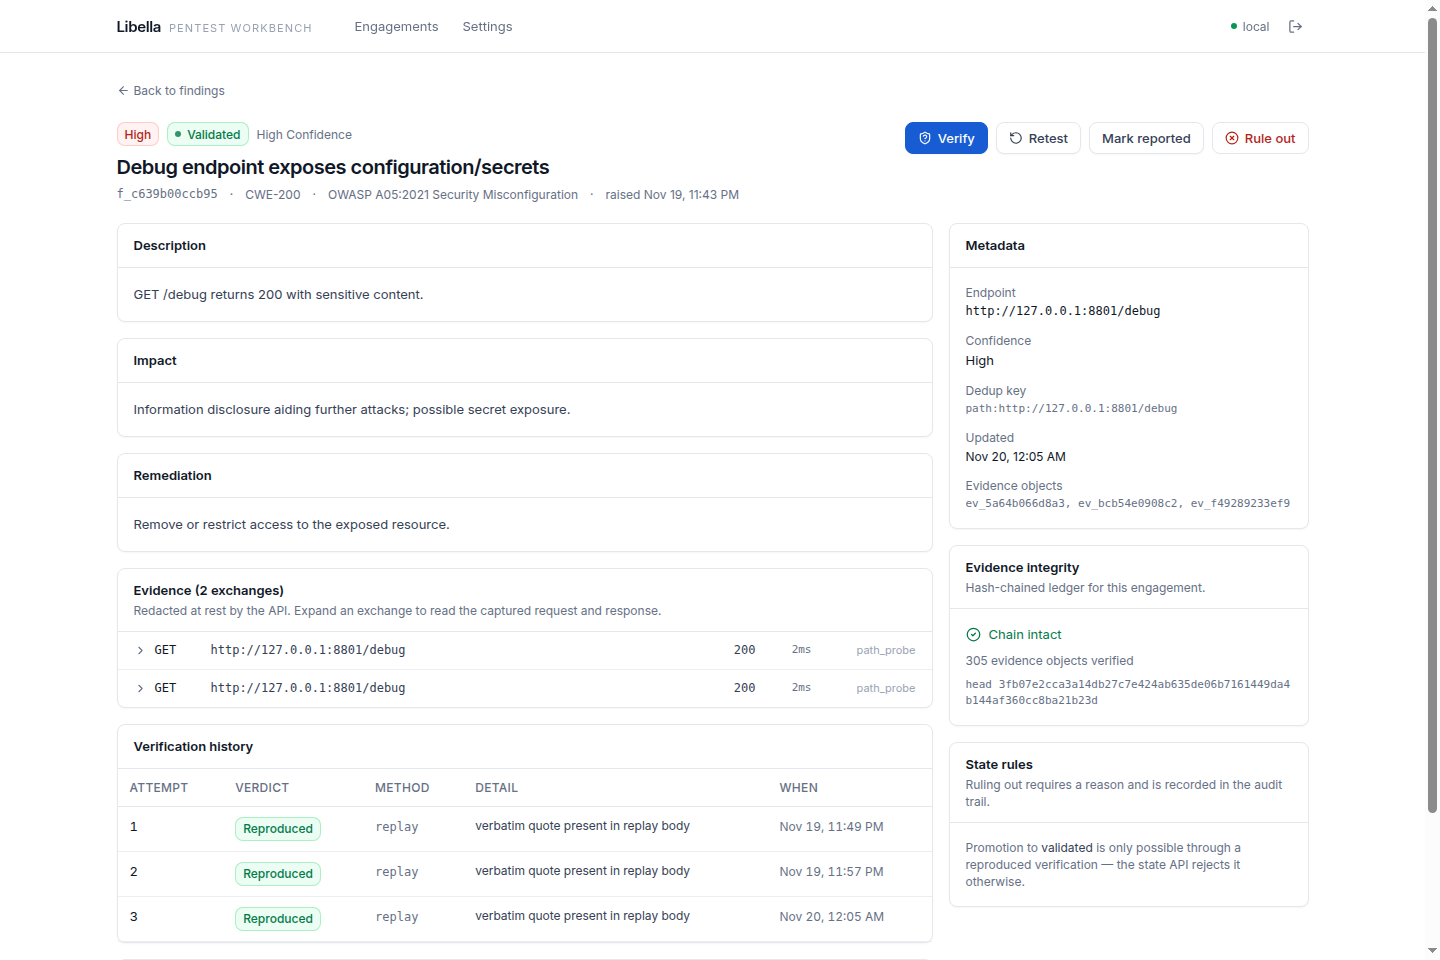 Libella PENTEST WORKBENCH Engagements Settings local
Back to findings
High Validated High Confidence
Verify Retest Mark reported Rule out
Debug endpoint exposes configuration/secrets
f_c639b00ccb95 · CWE-200 · OWASP A05:2021 Security Misconfiguration · raised Nov 19, 11:43 PM
Description
GET /debug returns 200 with sensitive content.
Impact
Information disclosure aiding further attacks; possible secret exposure.
Remediation
Remove or restrict access to the exposed resource.
Evidence (2 exchanges)
Redacted at rest by the API. Expand an exchange to read the captured request and response.
GET http://127.0.0.1:8801/debug 200 2ms path_probe
GET http://127.0.0.1:8801/debug 200 2ms path_probe
Verification history
ATTEMPT VERDICT METHOD DETAIL WHEN
1 Reproduced replay verbatim quote present in replay body Nov 19, 11:49 PM
2 Reproduced replay verbatim quote present in replay body Nov 19, 11:57 PM
3 Reproduced replay verbatim quote present in replay body Nov 20, 12:05 AM
Metadata
Endpoint
http://127.0.0.1:8801/debug
Confidence
High
Dedup key
path:http://127.0.0.1:8801/debug
Updated
Nov 20, 12:05 AM
Evidence objects
ev_5a64b066d8a3, ev_bcb54e0908c2, ev_f49289233ef9
Evidence integrity
Hash-chained ledger for this engagement.
Chain intact
305 evidence objects verified
head 3fb07e2cca3a14db27c7e424ab635de06b7161449da4
b144af360cc8ba21b23d
State rules
Ruling out requires a reason and is recorded in the audit
trail.
Promotion to validated is only possible through a
reproduced verification — the state API rejects it
otherwise.